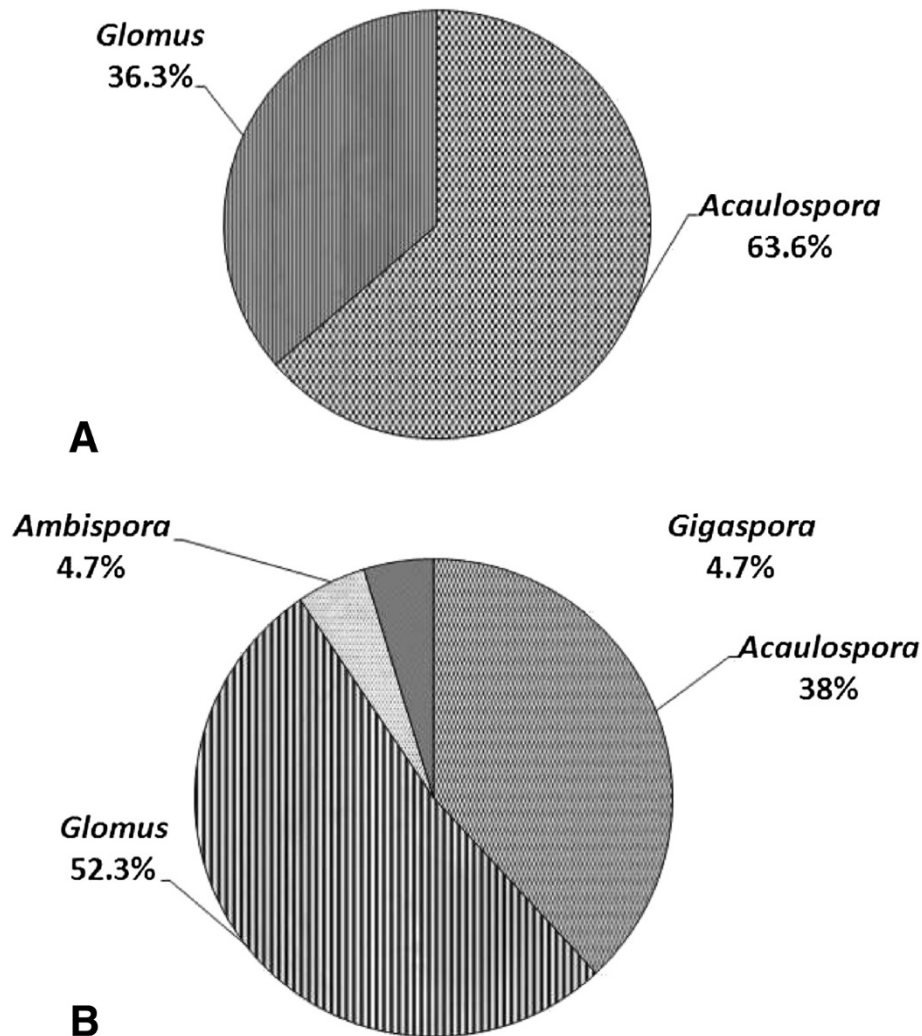 Glomus
36.3%
Acaulospora
63.6%
A
Ambispora
4.7%
Gigaspora
4.7%
Acaulospora
38%
Glomus
52.3%
B